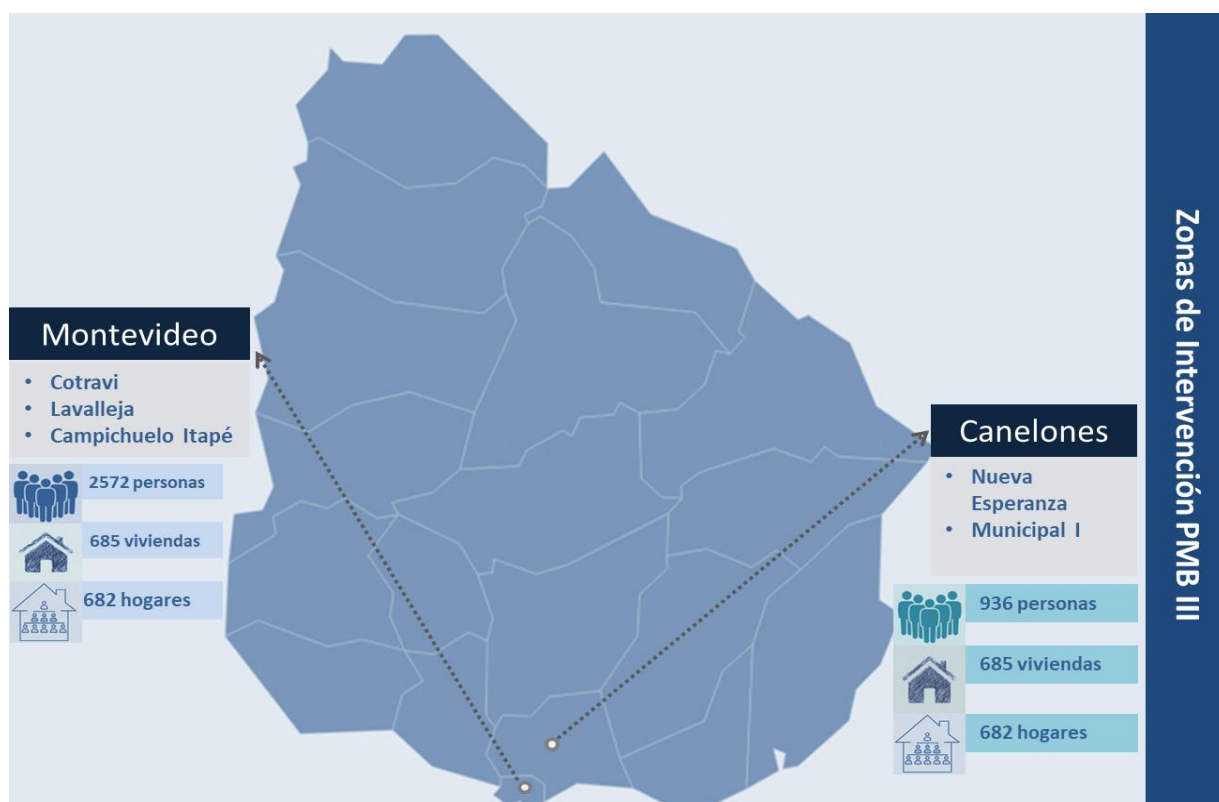 Montevideo
• Cotravi
• Lavalleja
• Campichuelo Itapé
2572 personas
685 viviendas
682 hogares
Canelones
• Nueva
Esperanza
• Municipal I
936 personas
685 viviendas
682 hogares
Zonas de Intervención PMB III